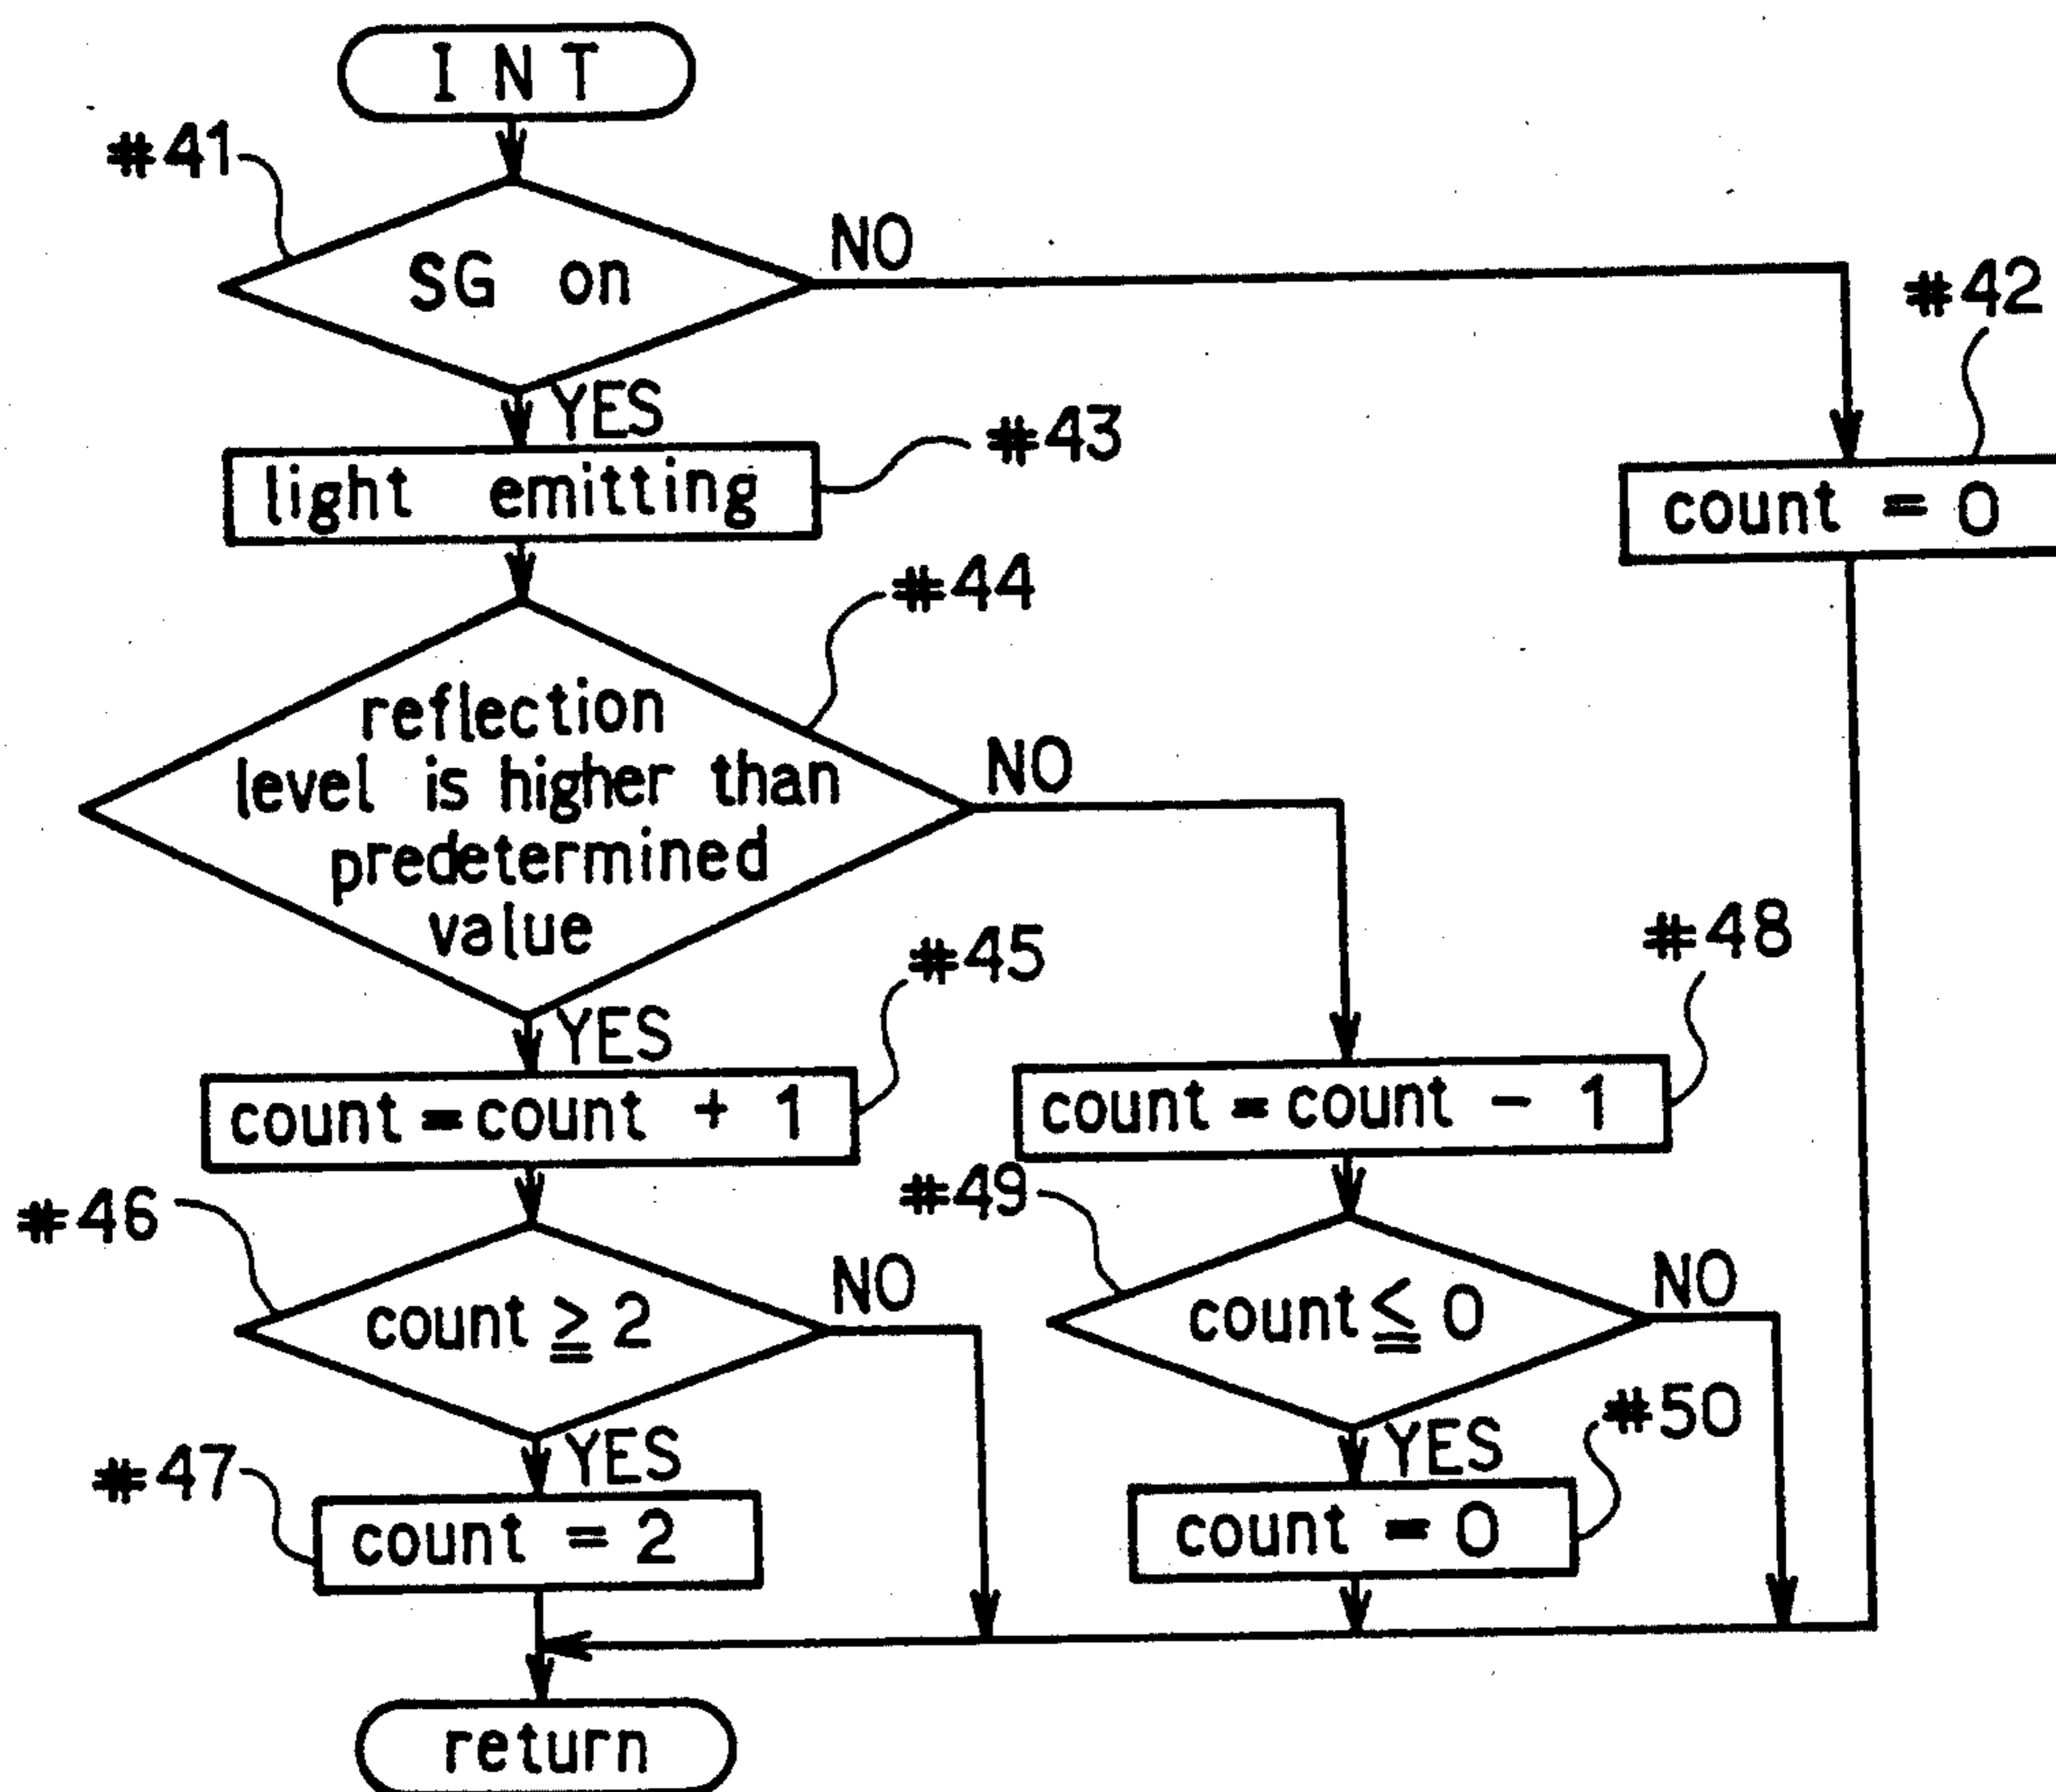 INT
#41
SG on
NO
#42
YES
#43
light emitting
count = 0
#44
reflection
level is higher than
predetermined
value
NO
#45
#48
YES
count = count + 1
count = count - 1
#46
#49
count ≧ 2
NO
count ≦ 0
NO
#50
#47
YES
YES
count = 2
count = 0
return